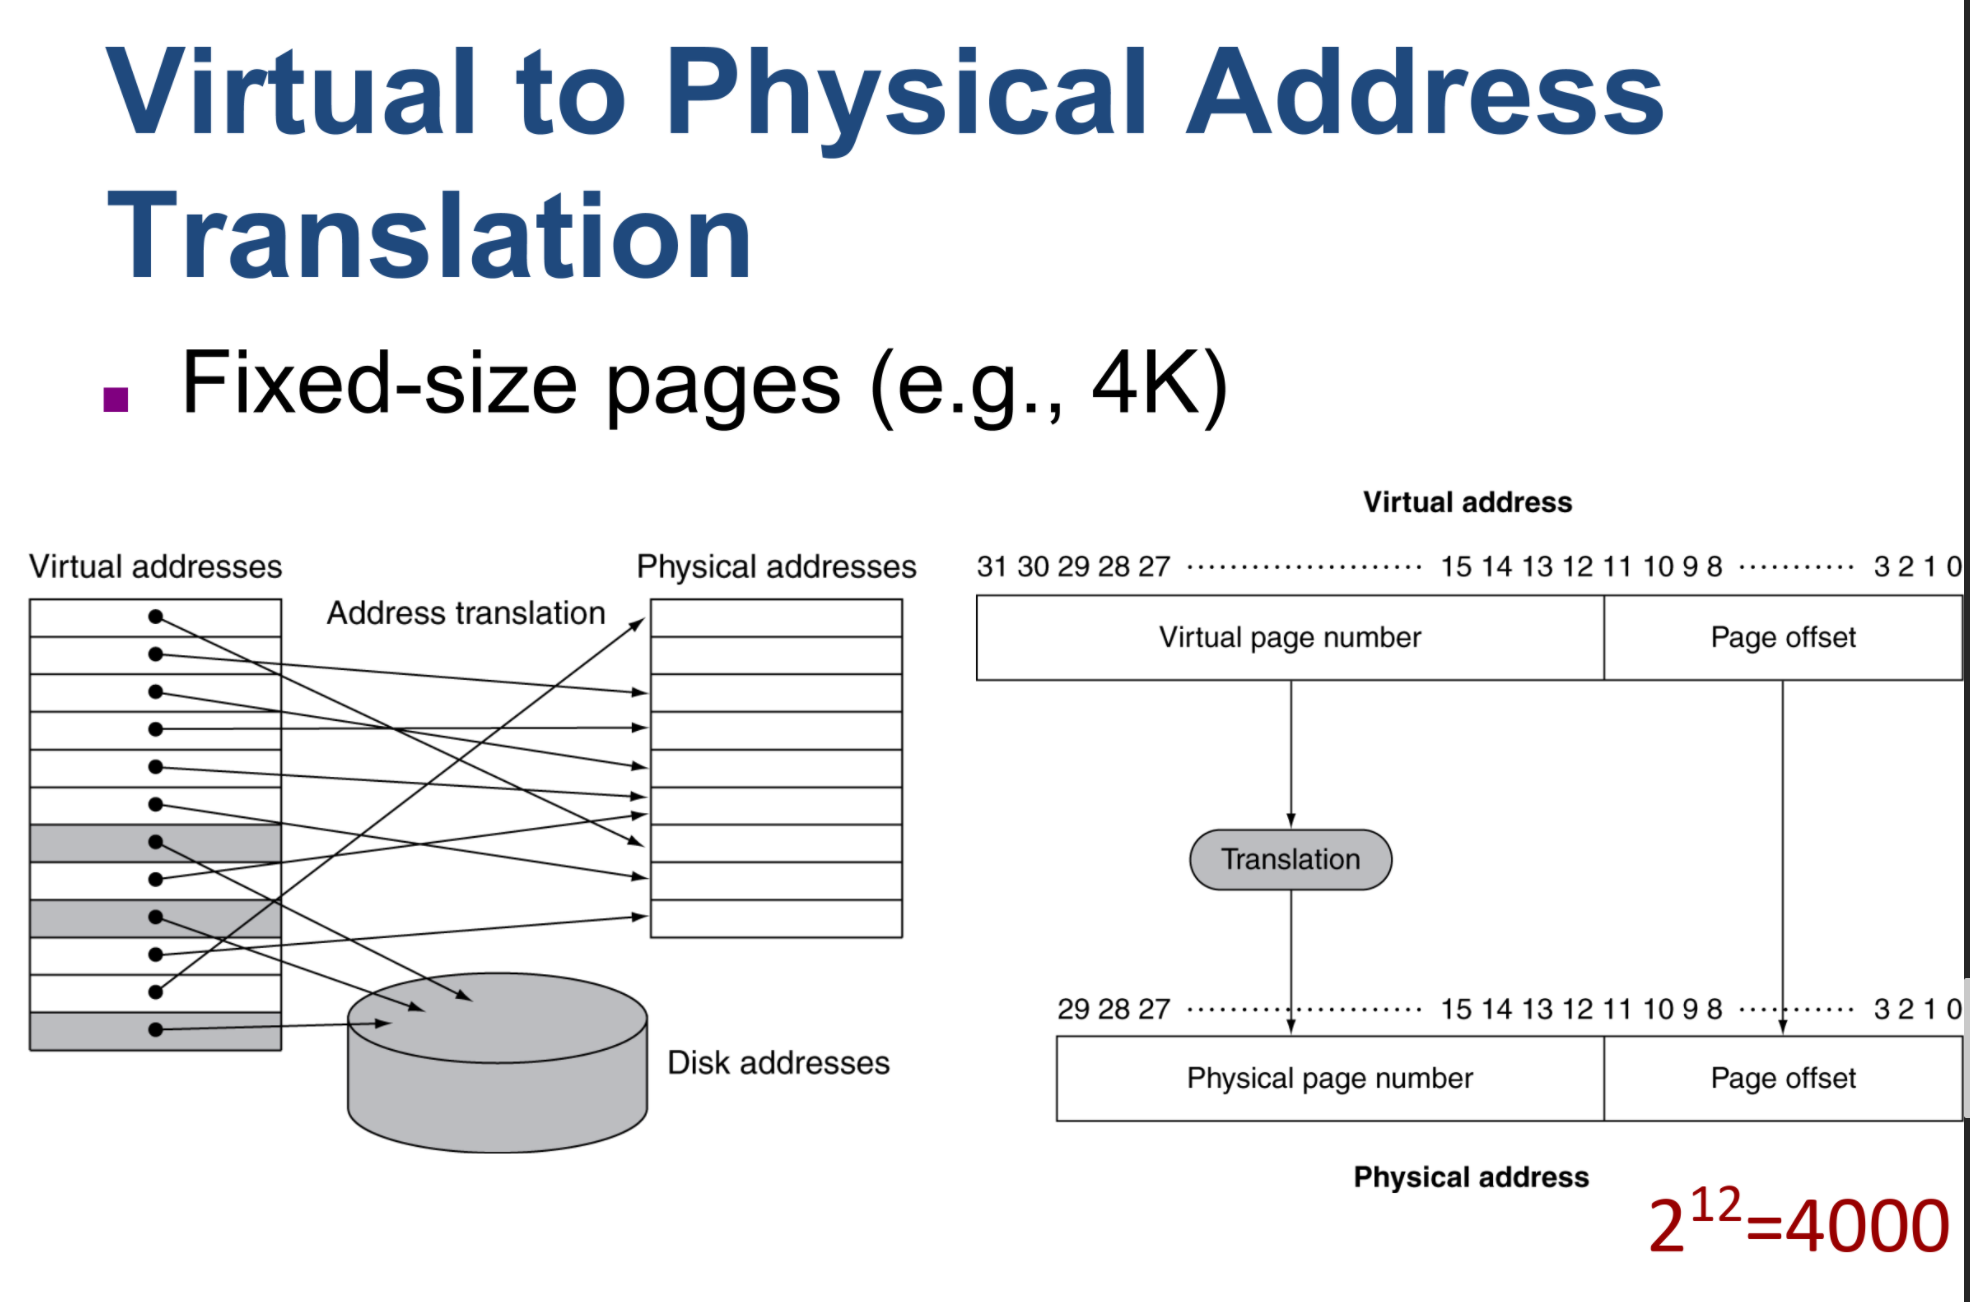 Virtual to Physical Address
Translation
Fixed-size pages (e.g., 4K)
Virtual addresses
Address translation
Physical addresses
Disk addresses
Virtual address
31 30 29 28 27 ······················ 15 14 13 12 11 10 9 8 ··········· 3 2 1 0
Virtual page number
Page offset
Translation
29 28 27 ······················ 15 14 13 12 11 10 9 8 ··········· 3 2 1 0
Physical page number
Page offset
Physical address
2¹²=4000